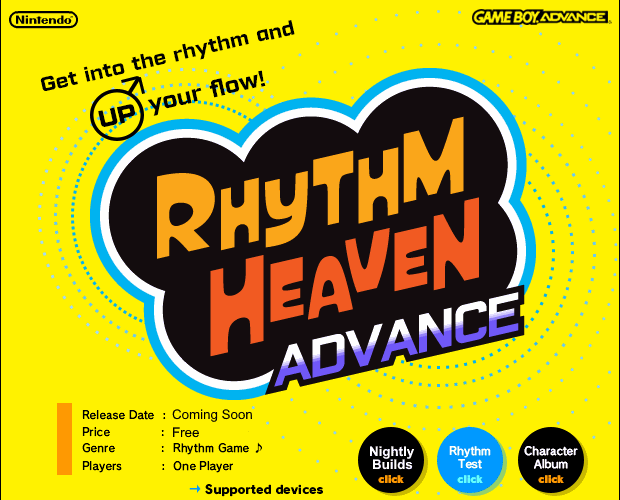 Nintendo
GAME BOY ADVANCE
Get into the rhythm and
UP your flow!
RHYTHM
HEAVEN
ADVANCE
Release Date : Coming Soon
Price : Free
Genre : Rhythm Game ♪
Players : One Player
→ Supported devices
Nightly
Builds
click
Rhythm
Test
click
Character
Album
click